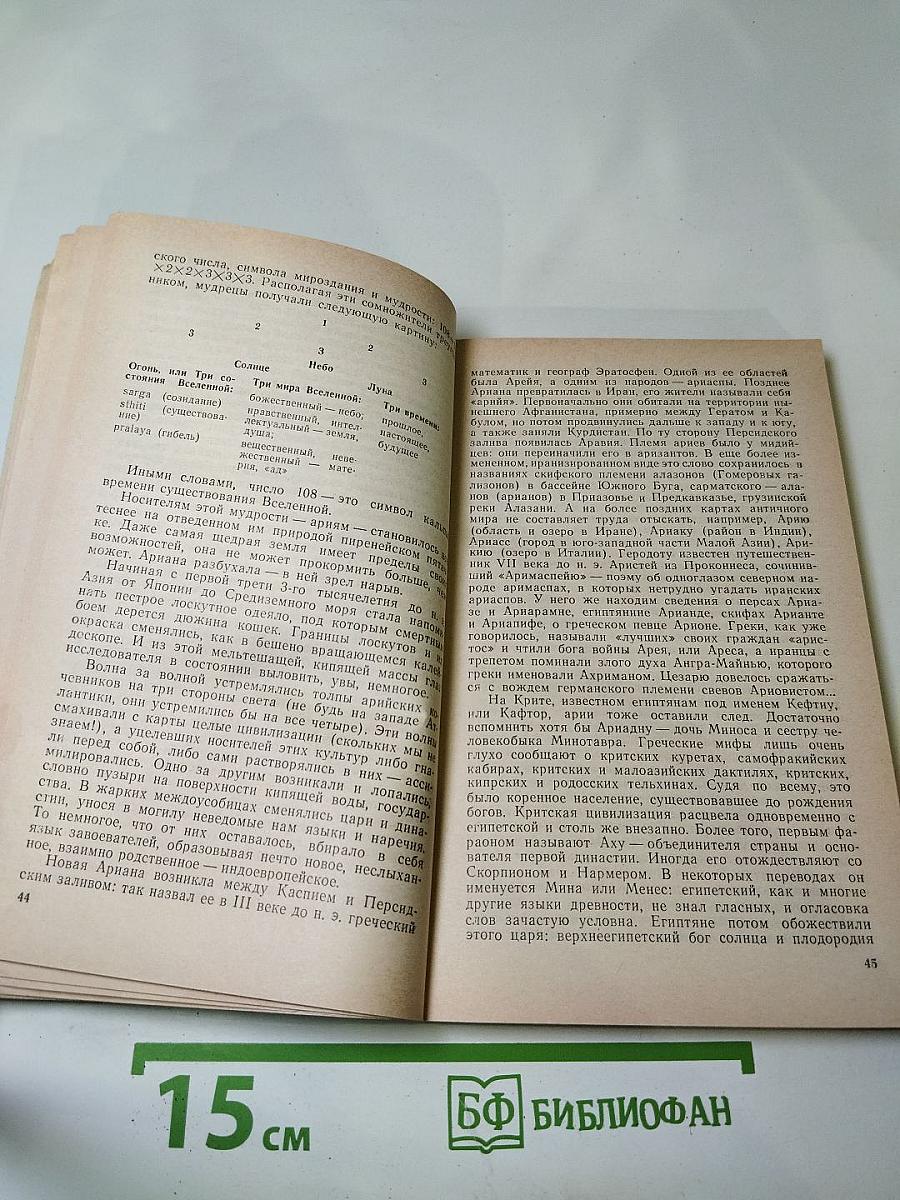 ского числа, символа мироздания и мудрости: 108=
×2×2×3×3×3. Располагая эти сомножители треуг
ником, мудрецы получали следующую картину:
1
2 2
3 3 3
Солнце Небо Луна
Огонь, или Три со-
стояния Вселенной:
sarga (созидание)
sthiti (существова-
ние)
pralaya (гибель)
Три мира Вселенной:
божественный — небо;
нравственный, интел-
лектуальный — земля,
душа;
вещественный, неве-
жественный — мате-
рия, «ад»
Три времени:
прошлое,
настоящее,
будущее
Иными словами, число 108 — это символ кальпы,
времени существования Вселенной.
Носителям этой мудрости — ариям — становилось все
теснее на отведенном им природой пиренейском пятач-
ке. Даже самая щедрая земля имеет пределы своих
возможностей, она не может прокормить больше, чем
может. Ариана разбухала — в ней зрел нарыв.
Начиная с первой трети 3-го тысячелетия до н. э.
Азия от Японии до Средиземного моря стала напоми-
нать пестрое лоскутное одеяло, под которым смертным
боем дерется дюжина кошек. Границы лоскутов и их
окраска сменялись, как в бешено вращающемся калей-
доскопе. И из этой мельтешащей, кипящей массы глаз
исследователя в состоянии выловить, увы, немногое.
Волна за волной устремлялись толпы арийских ко-
чевников на три стороны света (не будь на западе Ат-
лантики, они устремились бы на все четыре). Эти волны
смахивали с карты целые цивилизации (скольких мы не
знаем!), а уцелевших носителей этих культур либо гна-
ли перед собой, либо сами растворялись в них — асси-
милировались. Одно за другим возникали и лопались,
словно пузыри на поверхности кипящей воды, государ-
ства. В жарких междоусобицах сменялись цари и дина-
стии, унося в могилу неведомые нам языки и наречия.
То немногое, что от них оставалось, вбирало в себя
язык завоевателей, образовывая нечто новое, неслыхан-
ное, взаимно родственное — индоевропейское.
Новая Ариана возникла между Каспием и Персид-
ским заливом: так назвал ее в III веке до н. э. греческий
44
математик и географ Эратосфен. Одной из ее областей
была Арейя, а одним из народов — ариаспы. Позднее
Ариана превратилась в Иран, его жители называли себя
«арийя». Первоначально они обитали на территории ны-
нешнего Афганистана, примерно между Гератом и Ка-
булом, но потом продвинулись дальше к западу и к югу,
а также заняли Курдистан. По ту сторону Персидского
залива появилась Аравия. Племя ариев было у мидий-
цев: они переиначили его в аризантов. В еще более из-
мененном, иранизированном виде это слово сохранилось в
названиях скифского племени алазонов (Гомеровых га-
лизонов) в бассейне Южного Буга, сарматского — ала-
нов (арианов) в Приазовье и Предкавказье, грузинской
реки Алазани. А на более поздних картах античного
мира не составляет труда отыскать, например, Арию
(область и озеро в Иране), Ариаку (район в Индии),
Ариасс (город в юго-западной части Малой Азии), Ари-
кию (озеро в Италии). Геродоту известен путешествен-
ник VII века до н. э. Аристей из Проконнеса, сочинив-
ший «Аримаспейю» — поэму об одноглазом северном на-
роде аримаспах, в которых нетрудно угадать иранских
ариаспов. У него же находим сведения о персах Ариа-
зе и Ариарамне, египтянине Арианде, скифах Арианте
и Ариапифе, о греческом певце Арионе. Греки, как уже
говорилось, называли «лучших» своих граждан «арис-
тос» и чтили бога войны Арея, или Ареса, а иранцы с
трепетом поминали злого духа Ангра-Майнью, которого
греки именовали Ахриманом. Цезарю довелось сражать-
ся с вождем германского племени свевов Ариовистом...
На Крите, известном египтянам под именем Кефтиу,
или Кафтор, арии тоже оставили след. Достаточно
вспомнить хотя бы Ариадну — дочь Миноса и сестру че-
ловекобыка Минотавра. Греческие мифы лишь очень
глухо сообщают о критских куретах, самофракийских
кабирах, критских и малоазийских дактилях, критских,
кипрских и родосских тельхинах. Судя по всему, это
было коренное население, существовавшее до рождения
богов. Критская цивилизация расцвела одновременно с
египетской и столь же внезапно. Более того, первым фа-
раоном называют Аху — объединителя страны и осно-
вателя первой династии. Иногда его отождествляют со
Скорпионом и Нармером. В некоторых переводах он
именуется Мина или Менес: египетский, как и многие
другие языки древности, не знал гласных, и огласовка
слов зачастую условна. Египтяне потом обожествили
этого царя: верхнеегипетский бог солнца и плодородия
45
15 см
БФ БИБЛИОФАН